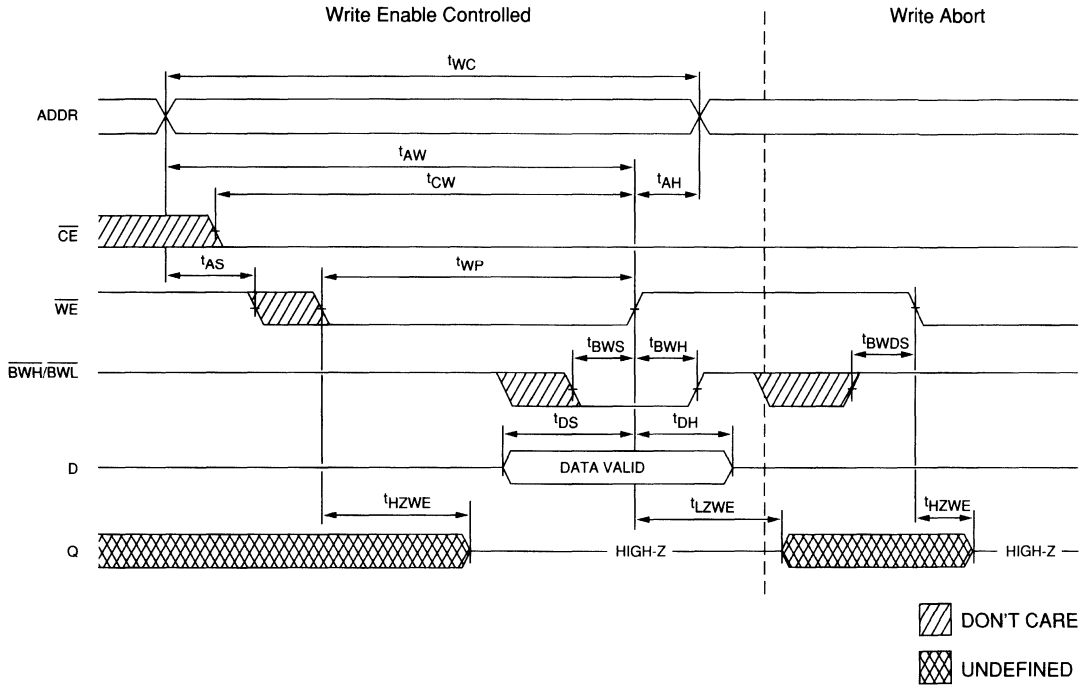 Write Enable Controlled
Write Abort
tWC
ADDR
tAW
tCW
tAH
CE
tAS
tWP
WE
tBWS
tBWH
tBWDS
BWH/BWL
tDS
tDH
D
DATA VALID
tHZWE
tLZWE
tHZWE
Q
HIGH-Z
HIGH-Z
DON'T CARE
UNDEFINED